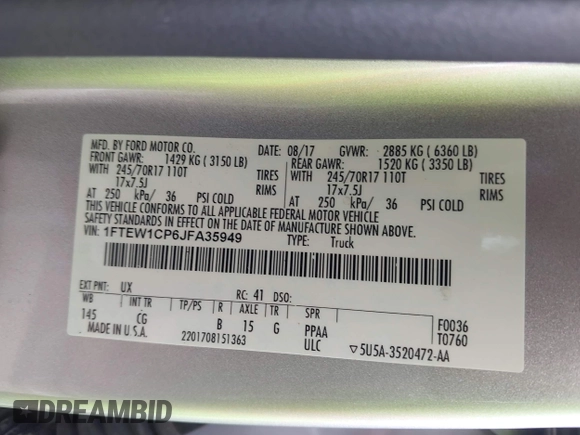 MFD. BY FORD MOTOR CO.
DATE: 08/17 GVWR: 2885 KG ( 6360 LB)
FRONT GAWR: 1429 KG ( 3150 LB)
REAR GAWR: 1520 KG ( 3350 LB)
WITH 245/70R17 110T TIRES
WITH 245/70R17 110T TIRES
17x7.5J RIMS
17x7.5J RIMS
AT 250 kPa/ 36 PSI COLD
AT 250 kPa/ 36 PSI COLD
THIS VEHICLE CONFORMS TO ALL APPLICABLE FEDERAL MOTOR VEHICLE
SAFETY STANDARDS IN EFFECT ON THE DATE OF MANUFACTURE SHOWN ABOVE.
VIN: 1FTEW1CP6JFA35949 TYPE: Truck
EXT PNT: UX RC: 41 DSO:
WB INT TR TP/PS R AXLE TR SPR F0036
145 CG B 15 G PPAA T0760
MADE IN U.S.A. 2201708151363 ULC ▽5U5A-3520472-AA
DREAMBID